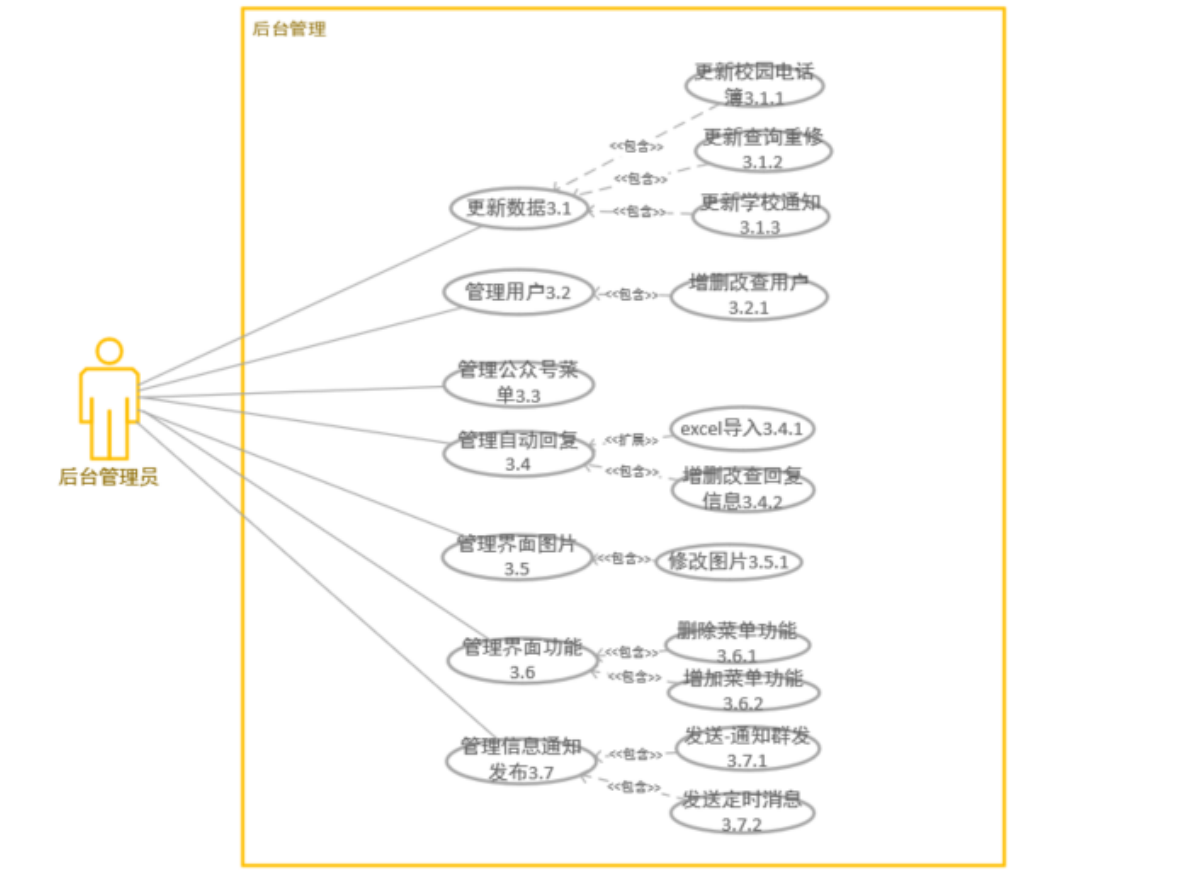 后台管理
更新校园电话
簿3.1.1
<<包含>>
更新查询重修
3.1.2
<<包含>>
更新学校通知
3.1.3
<<包含>>
更新数据3.1
管理用户3.2
<<包含>>
增删改查用户
3.2.1
管理公众号菜
单3.3
管理自动回复
3.4
<<扩展>>
excel导入3.4.1
<<包含>>
增删改查回复
信息3.4.2
后台管理员
管理界面图片
3.5
<<包含>>
修改图片3.5.1
管理界面功能
3.6
<<包含>>
删除菜单功能
3.6.1
<<包含>>
增加菜单功能
3.6.2
管理信息通知
发布3.7
<<包含>>
发送-通知群发
3.7.1
<<包含>>
发送定时消息
3.7.2